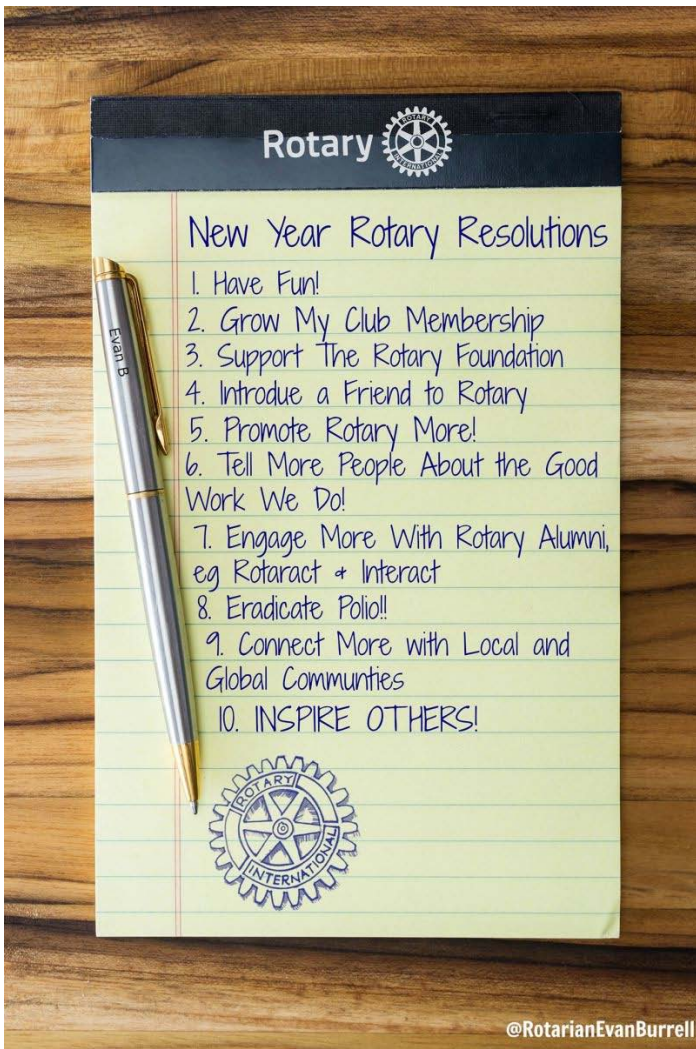 Rotary
ROTARY
INTERNATIONAL
New Year Rotary Resolutions
1. Have Fun!
2. Grow My Club Membership
3. Support The Rotary Foundation
4. Introdue a Friend to Rotary
5. Promote Rotary More!
6. Tell More People About the Good
Work We Do!
7. Engage More With Rotary Alumni,
eg Rotaract & Interact
8. Eradicate Polio!!
9. Connect More with Local and
Global Communties
10. INSPIRE OTHERS!
Evan B
ROTARY
INTERNATIONAL
@RotarianEvanBurrell